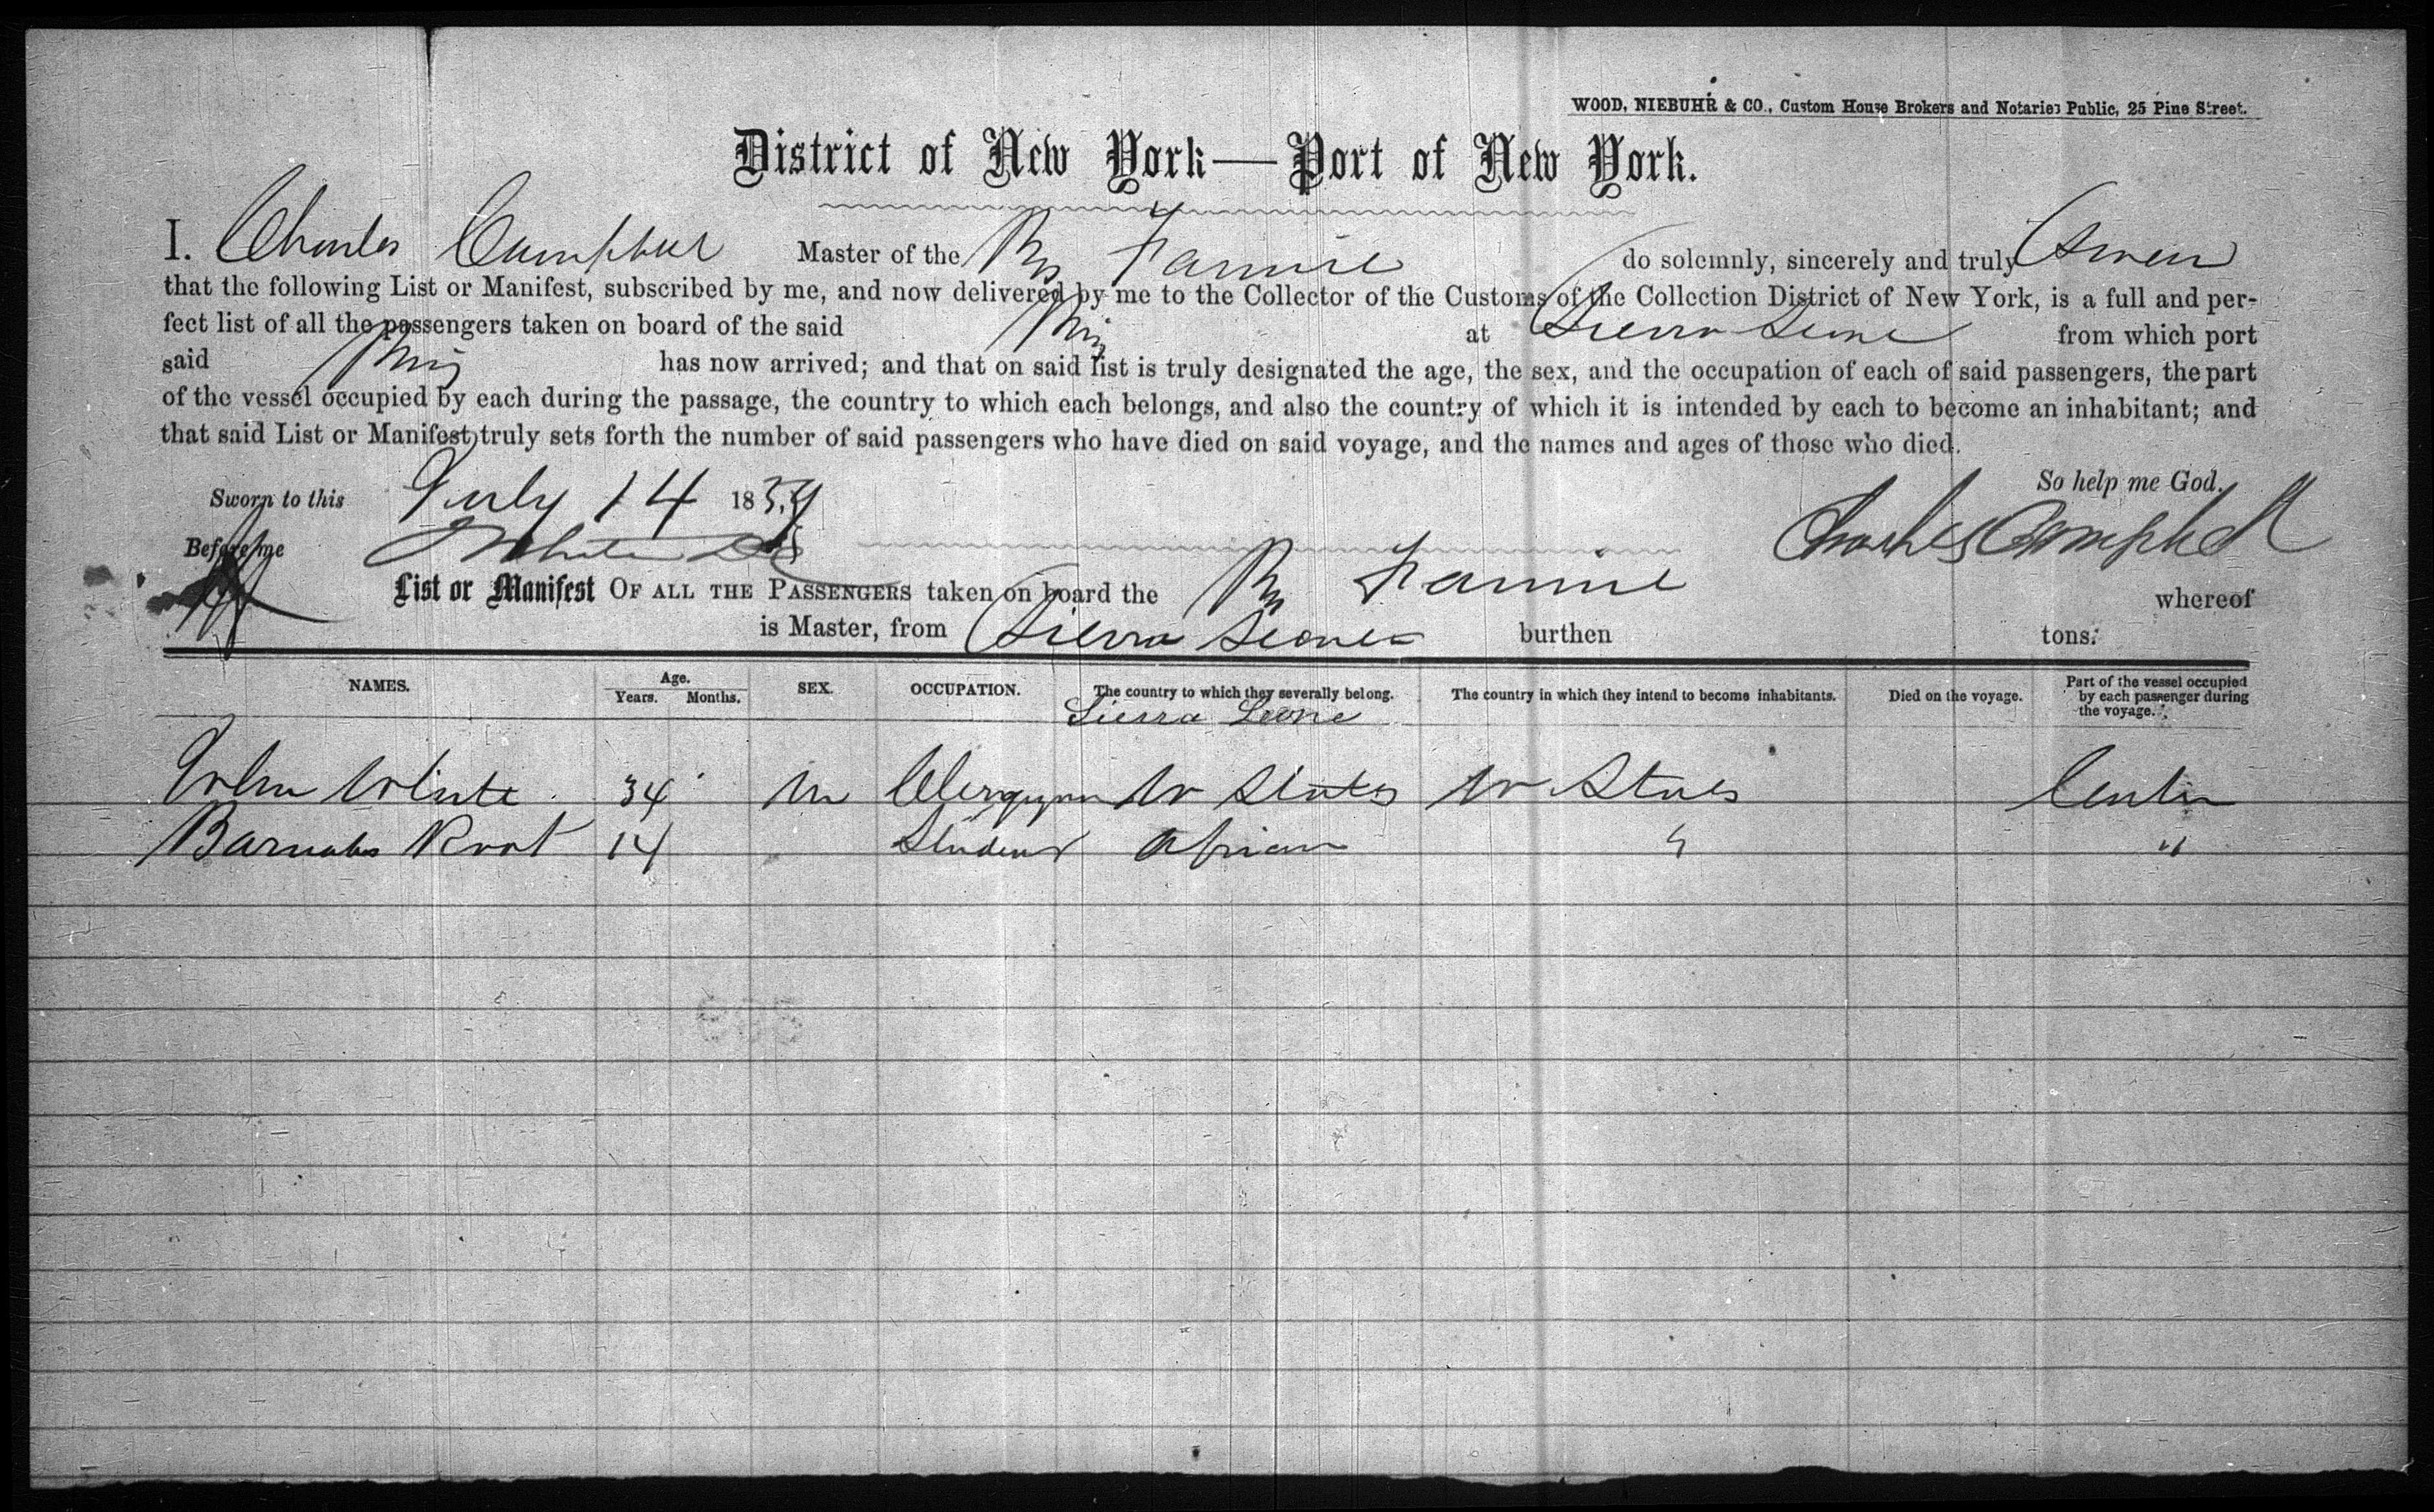 WOOD, NIEBUHR & CO., Custom House Brokers and Notaries Public, 25 Pine Street.
District of New York—Port of New York.
I. Charles Campbell Master of the Brig Fannie do solemnly, sincerely and truly Swear
that the following List or Manifest, subscribed by me, and now delivered by me to the Collector of the Customs of the Collection District of New York, is a full and per-
fect list of all the passengers taken on board of the said Brig at Sierra Leone from which port
said Brig has now arrived; and that on said list is truly designated the age, the sex, and the occupation of each of said passengers, the part
of the vessel occupied by each during the passage, the country to which each belongs, and also the country of which it is intended by each to become an inhabitant; and
that said List or Manifest truly sets forth the number of said passengers who have died on said voyage, and the names and ages of those who died.
So help me God.
Sworn to this July 14 1859
Before me
Charles Campbell
List or Manifest OF ALL THE PASSENGERS taken on board the Brig Fannie whereof
is Master, from Sierra Leone burthen tons.
NAMES. Age. Years. Months. SEX. OCCUPATION. The country to which they severally belong. The country in which they intend to become inhabitants. Died on the voyage. Part of the vessel occupied by each passenger during the voyage.
Sierra Leone
John White 34 M Clergyman U States U States Cabin
Barnabas Root 14 Student African " "